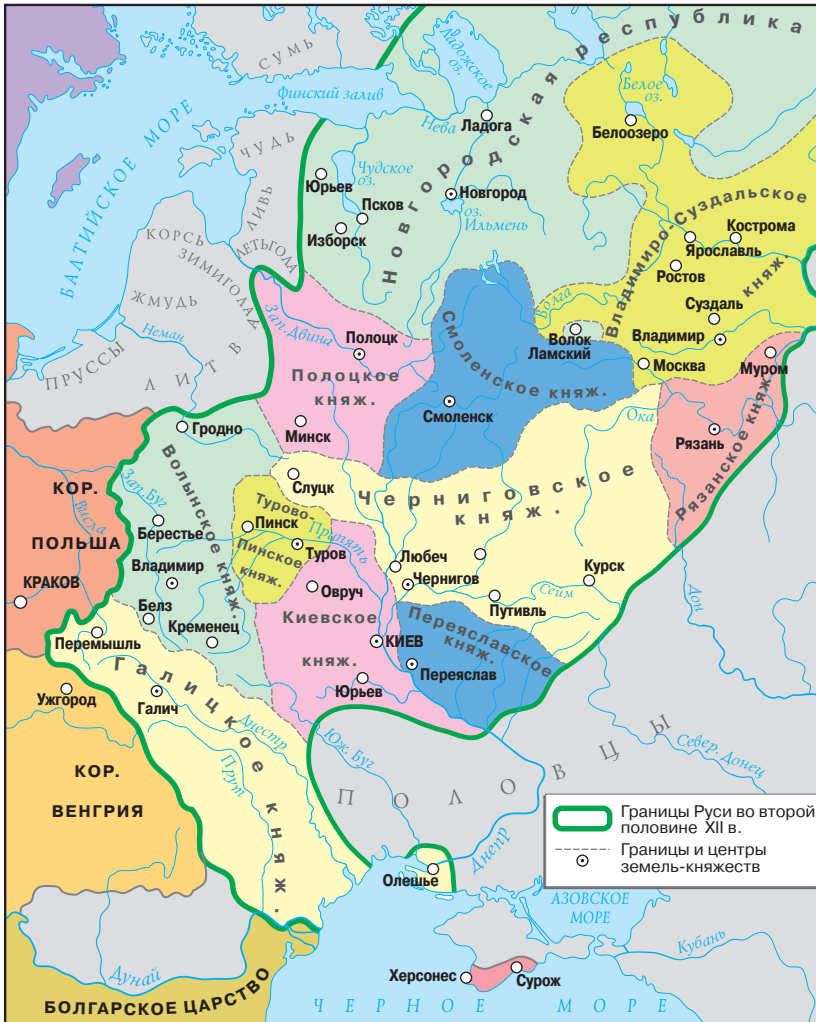 СУМЬ
Ладожское
оз.
Новгородская республика
Белое
оз.
Финский залив
Нева
Ладога
Белоозеро
БАЛТИЙСКОЕ МОРЕ
ЧУДЬ
Чудское
оз.
Юрьев
Псков
Новгород
оз.
Ильмень
Изборск
ЛИВЬ
ЛЕТЬГОЛА
КОРСЬ
ЗИМИГОЛА
ЖМУДЬ
Неман
ПРУССЫ
ЛИТВА
Владимиро-Суздальское
княж.
Кострома
Ярославль
Ростов
Суздаль
Владимир
Волга
Волок
Ламский
Москва
Муром
Зап. Двина
Полоцк
Полоцкое
княж.
Минск
Смоленское княж.
Смоленск
Ока
Рязань
Рязанское княж.
Гродно
КОР.
ПОЛЬША
Висла
Зап. Буг
КРАКОВ
Волынское княж.
Берестье
Владимир
Белз
Кременец
Слуцк
Турово-
Пинское
княж.
Пинск
Туров
Припять
Черниговское
княж.
Любеч
Чернигов
Путивль
Сейм
Курск
Дон
Овруч
Киевское
княж.
КИЕВ
Юрьев
Переяславское
княж.
Переяслав
Перемышль
Ужгород
Галич
Галицкое княж.
Днестр
Прут
Юж. Буг
КОР.
ВЕНГРИЯ
ПОЛОВЦЫ
Север. Донец
Днепр
Олешье
Границы Руси во второй
половине XII в.
Границы и центры
земель-княжеств
АЗОВСКОЕ
МОРЕ
Кубань
Херсонес
Сурож
Дунай
БОЛГАРСКОЕ ЦАРСТВО
ЧЕРНОЕ МОРЕ